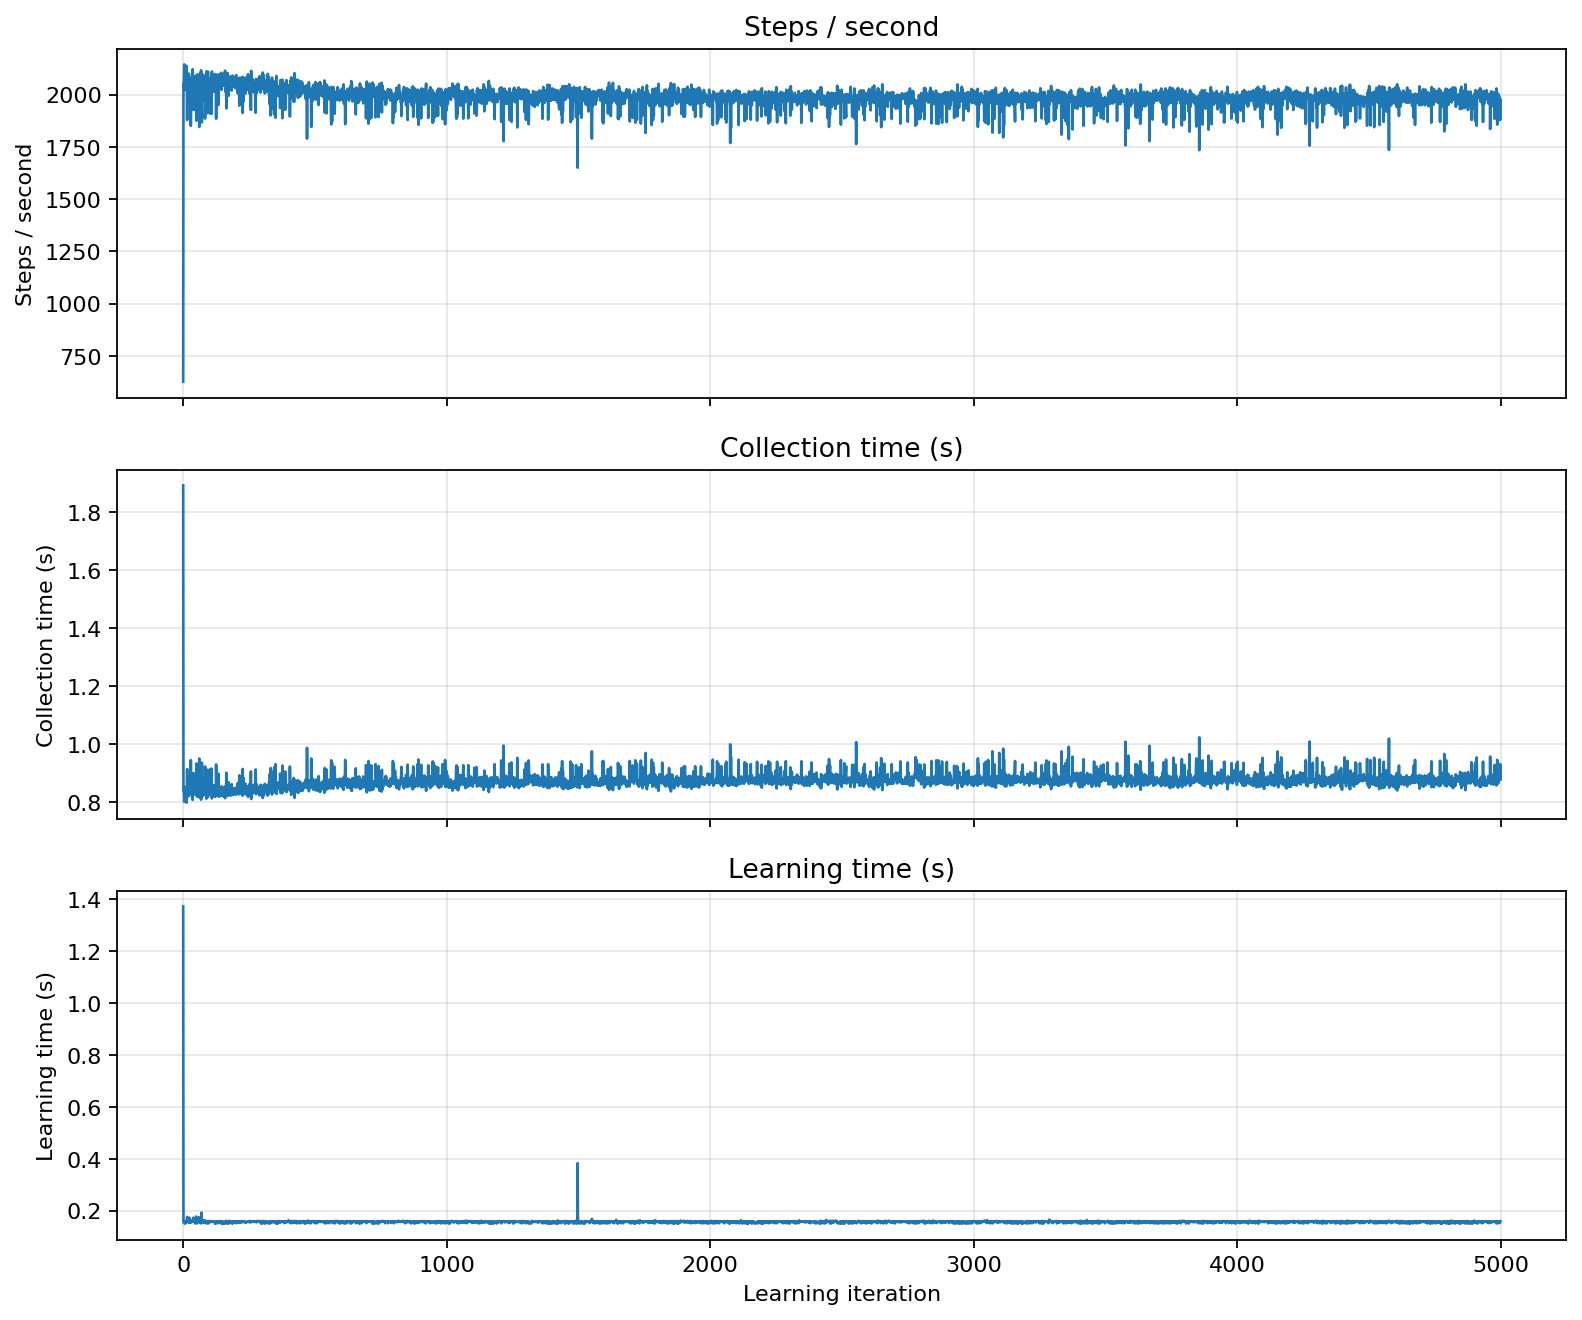 Steps / second
Steps / second
2000
1750
1500
1250
1000
750
Collection time (s)
Collection time (s)
1.8
1.6
1.4
1.2
1.0
0.8
Learning time (s)
Learning time (s)
1.4
1.2
1.0
0.8
0.6
0.4
0.2
0 1000 2000 3000 4000 5000
Learning iteration